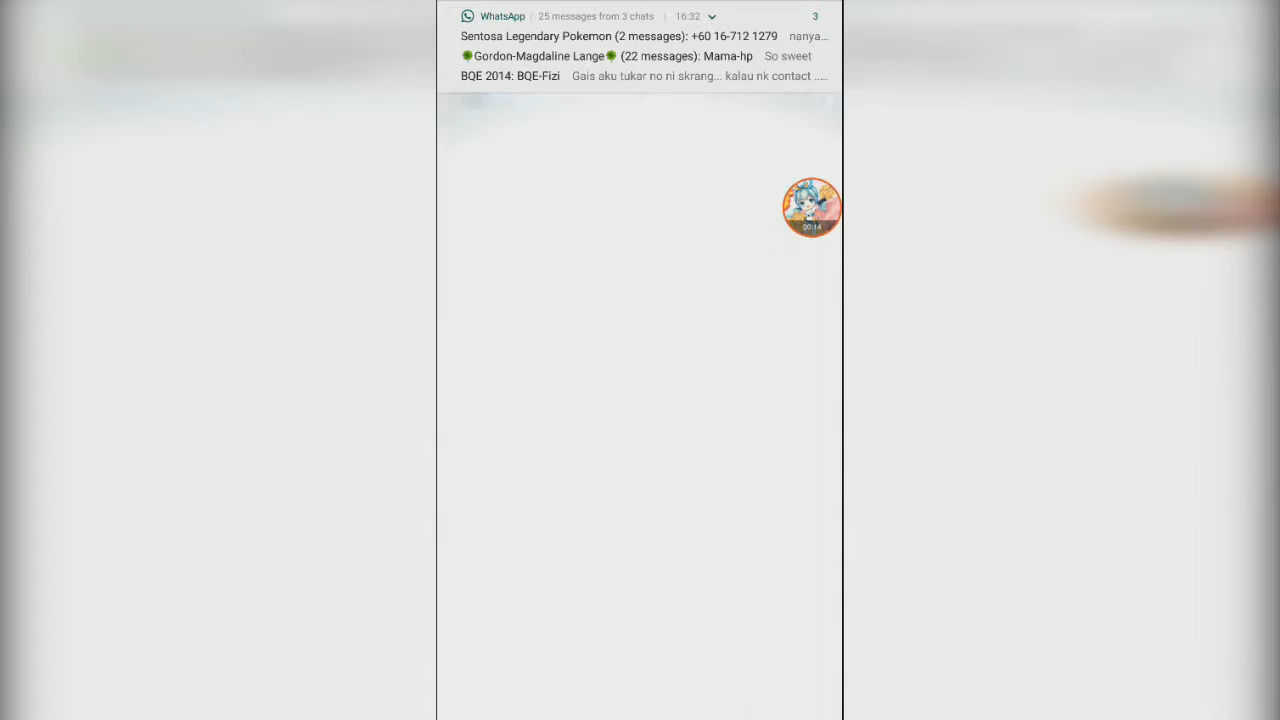 WhatsApp | 25 messages from 3 chats | 16:32 3
Sentosa Legendary Pokemon (2 messages): +60 16-712 1279 nanya...
Gordon-Magdaline Lange (22 messages): Mama-hp So sweet
BQE 2014: BQE-Fizi Gais aku tukar no ni skrang... kalau nk contact .....
00:14